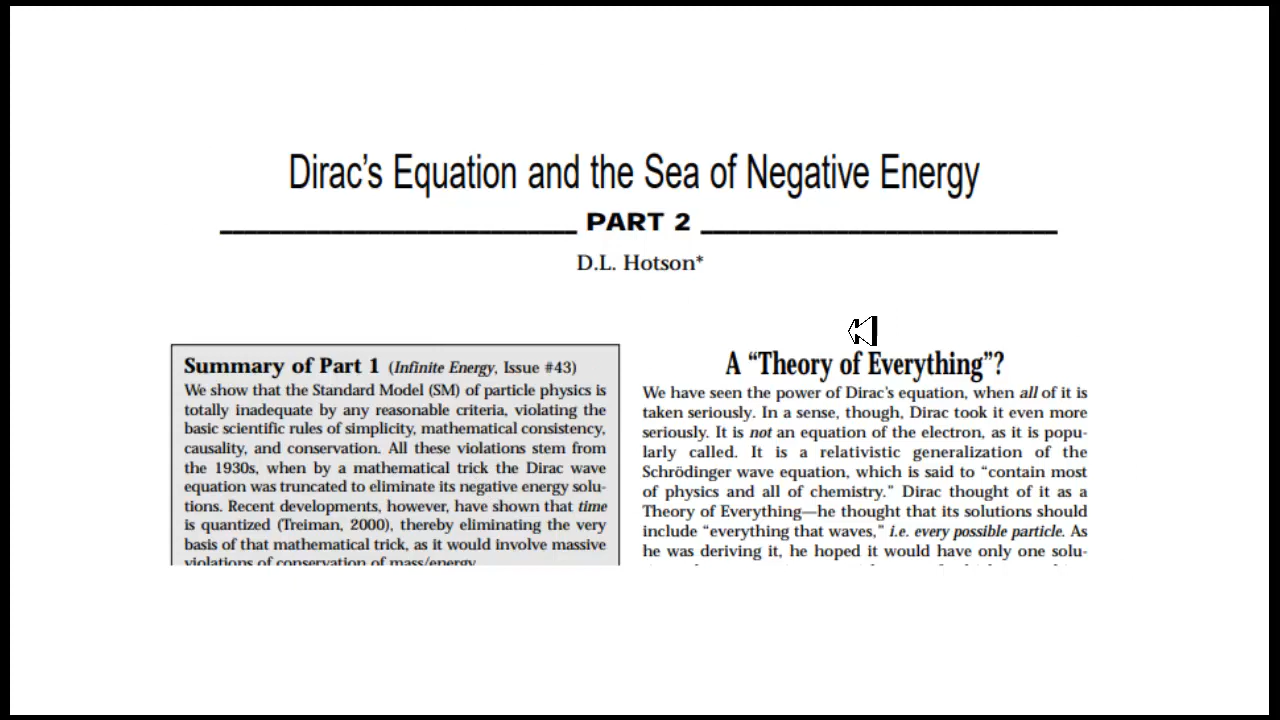 Dirac's Equation and the Sea of Negative Energy
PART 2
D.L. Hotson*
Summary of Part 1 (Infinite Energy, Issue #43)
We show that the Standard Model (SM) of particle physics is
totally inadequate by any reasonable criteria, violating the
basic scientific rules of simplicity, mathematical consistency,
causality, and conservation. All these violations stem from
the 1930s, when by a mathematical trick the Dirac wave
equation was truncated to eliminate its negative energy solu-
tions. Recent developments, however, have shown that time
is quantized (Treiman, 2000), thereby eliminating the very
basis of that mathematical trick, as it would involve massive
violations of conservation of mass/energy.
A “Theory of Everything”?
We have seen the power of Dirac's equation, when all of it is
taken seriously. In a sense, though, Dirac took it even more
seriously. It is not an equation of the electron, as it is popu-
larly called. It is a relativistic generalization of the
Schrödinger wave equation, which is said to “contain most
of physics and all of chemistry.” Dirac thought of it as a
Theory of Everything—he thought that its solutions should
include “everything that waves,” i.e. every possible particle. As
he was deriving it, he hoped it would have only one solu-